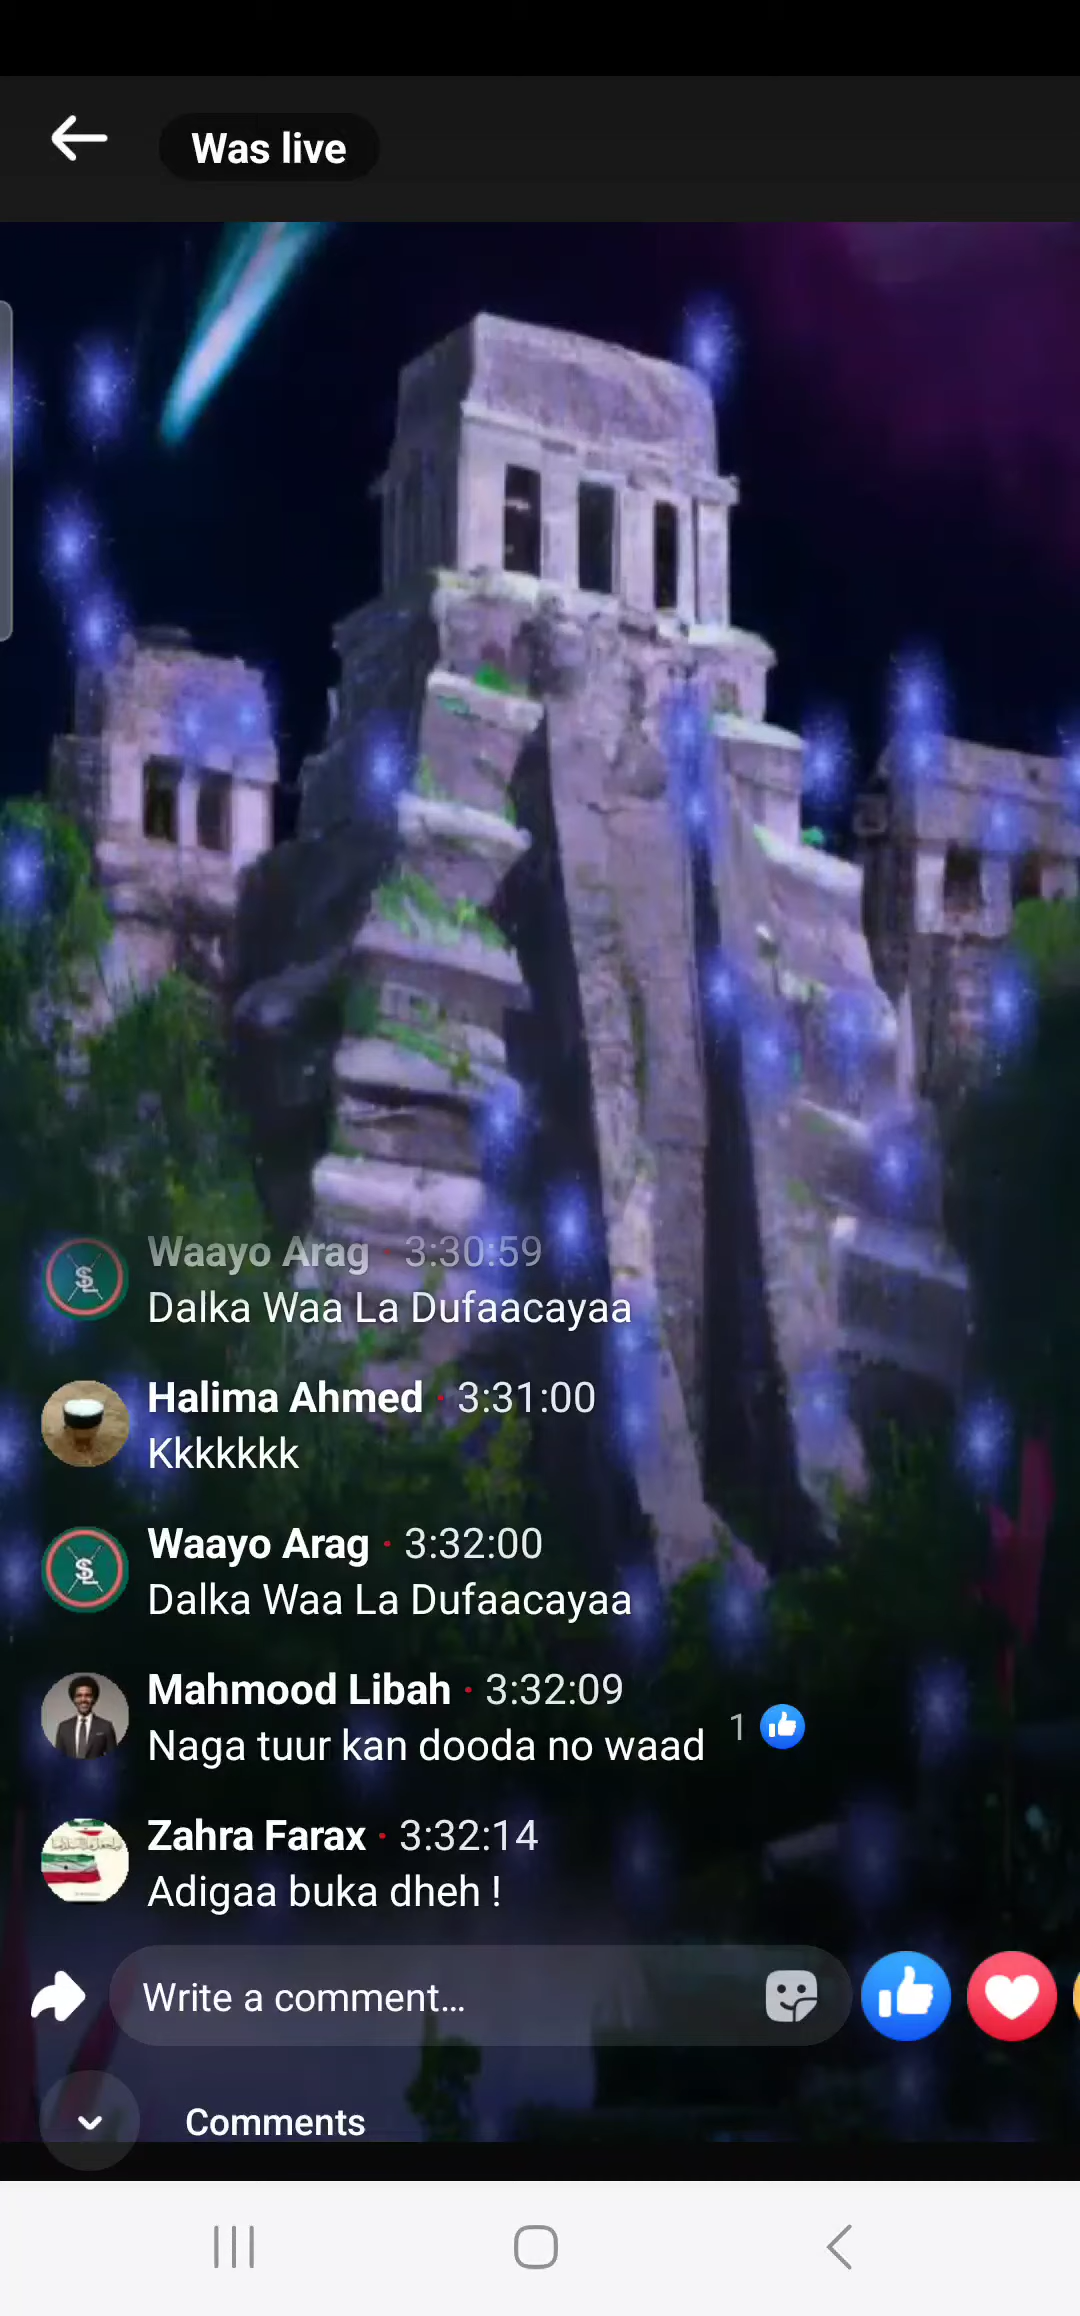 Was live
Waayo Arag · 3:30:59
Dalka Waa La Dufaacayaa
Halima Ahmed · 3:31:00
Kkkkkkk
Waayo Arag · 3:32:00
Dalka Waa La Dufaacayaa
Mahmood Libah · 3:32:09
Naga tuur kan dooda no waad
1
Zahra Farax · 3:32:14
Adigaa buka dheh !
Write a comment...
Comments